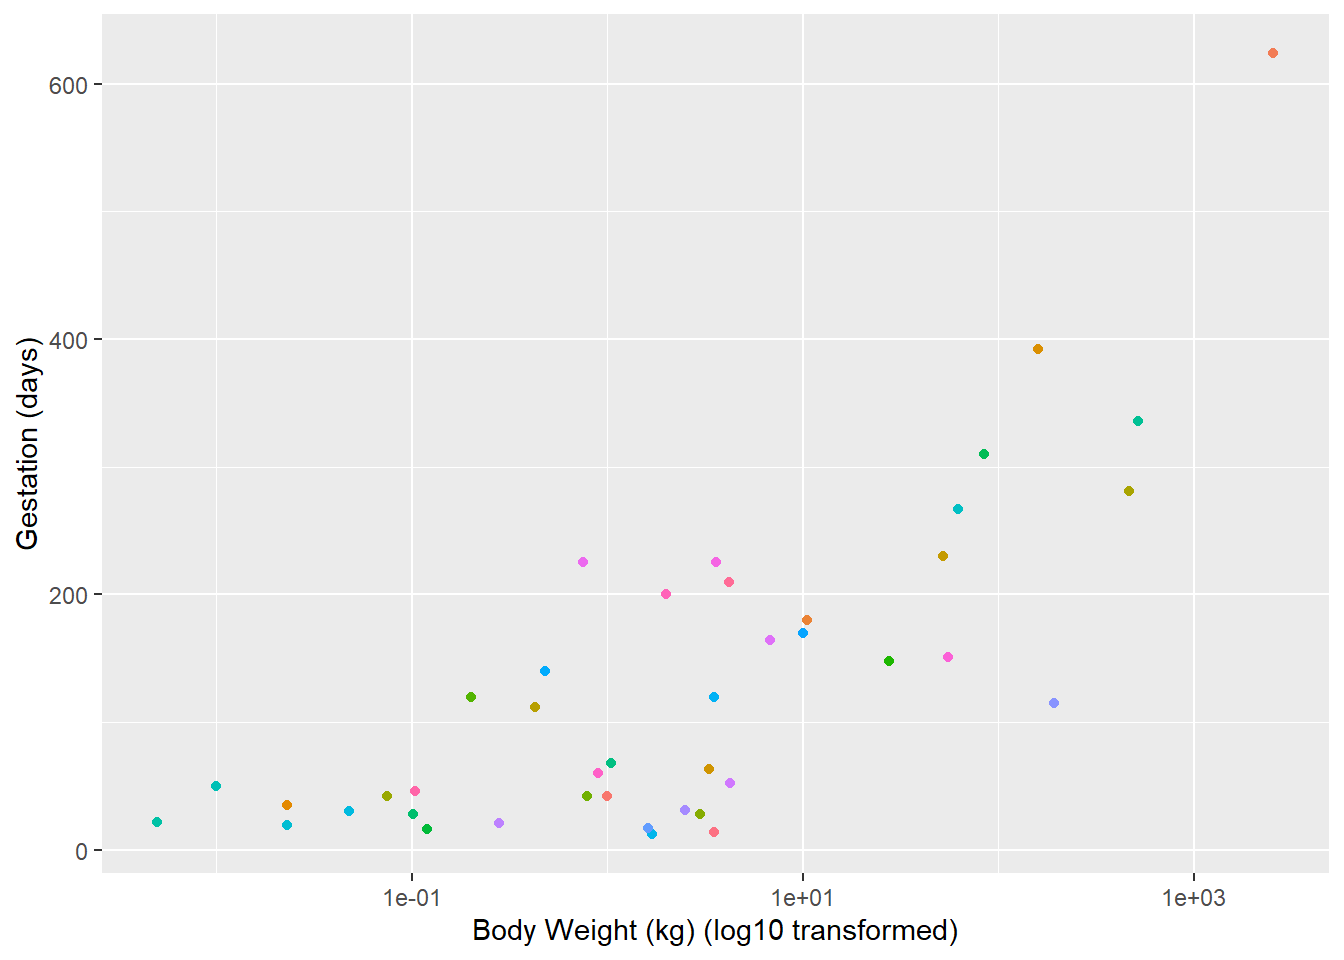 600
400
200
0
Gestation (days)
1e-01
1e+01
1e+03
Body Weight (kg) (log10 transformed)